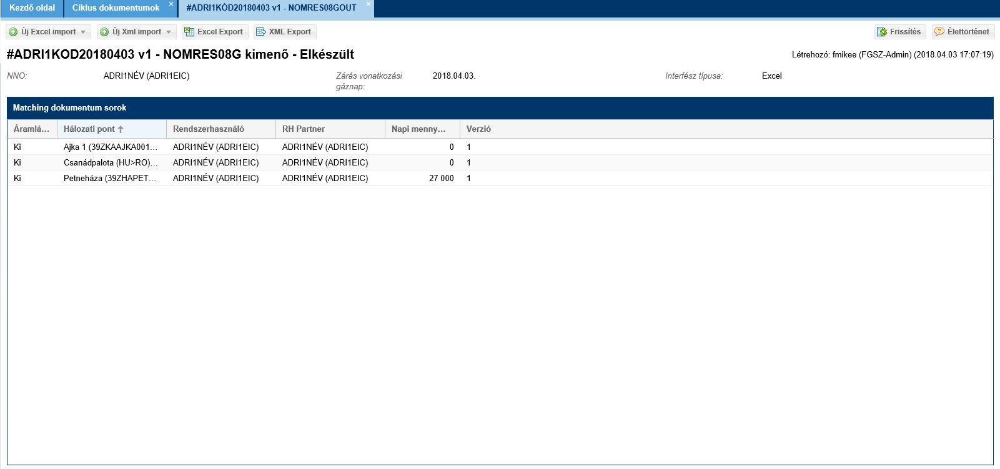 Kezdő oldal Ciklus dokumentumok × #ADRI1KÓD20180403 v1 - NOMRES08GOUT ×
Új Excel import Új Xml import Excel Export XML Export Frissítés Élettörténet
#ADRI1KÓD20180403 v1 - NOMRES08G kimenő - Elkészült Létrehozó: fmikee (FGSZ-Admin) (2018.04.03 17:07:19)
NNO: ADRI1NÉV (ADRI1EIC) Zárás vonatkozási gáznap: 2018.04.03. Interfész típusa: Excel
Matching dokumentum sorok
Áramlá... Hálozati pont Rendszerhasználó RH Partner Napi menny... Verzió
Ki Ajka 1 (39ZKAAJKA001... ADRI1NÉV (ADRI1EIC) ADRI1NÉV (ADRI1EIC) 0 1
Ki Csanádpalota (HU>RO)... ADRI1NÉV (ADRI1EIC) ADRI1NÉV (ADRI1EIC) 0 1
Ki Petneháza (39ZHAPET... ADRI1NÉV (ADRI1EIC) ADRI1NÉV (ADRI1EIC) 27 000 1